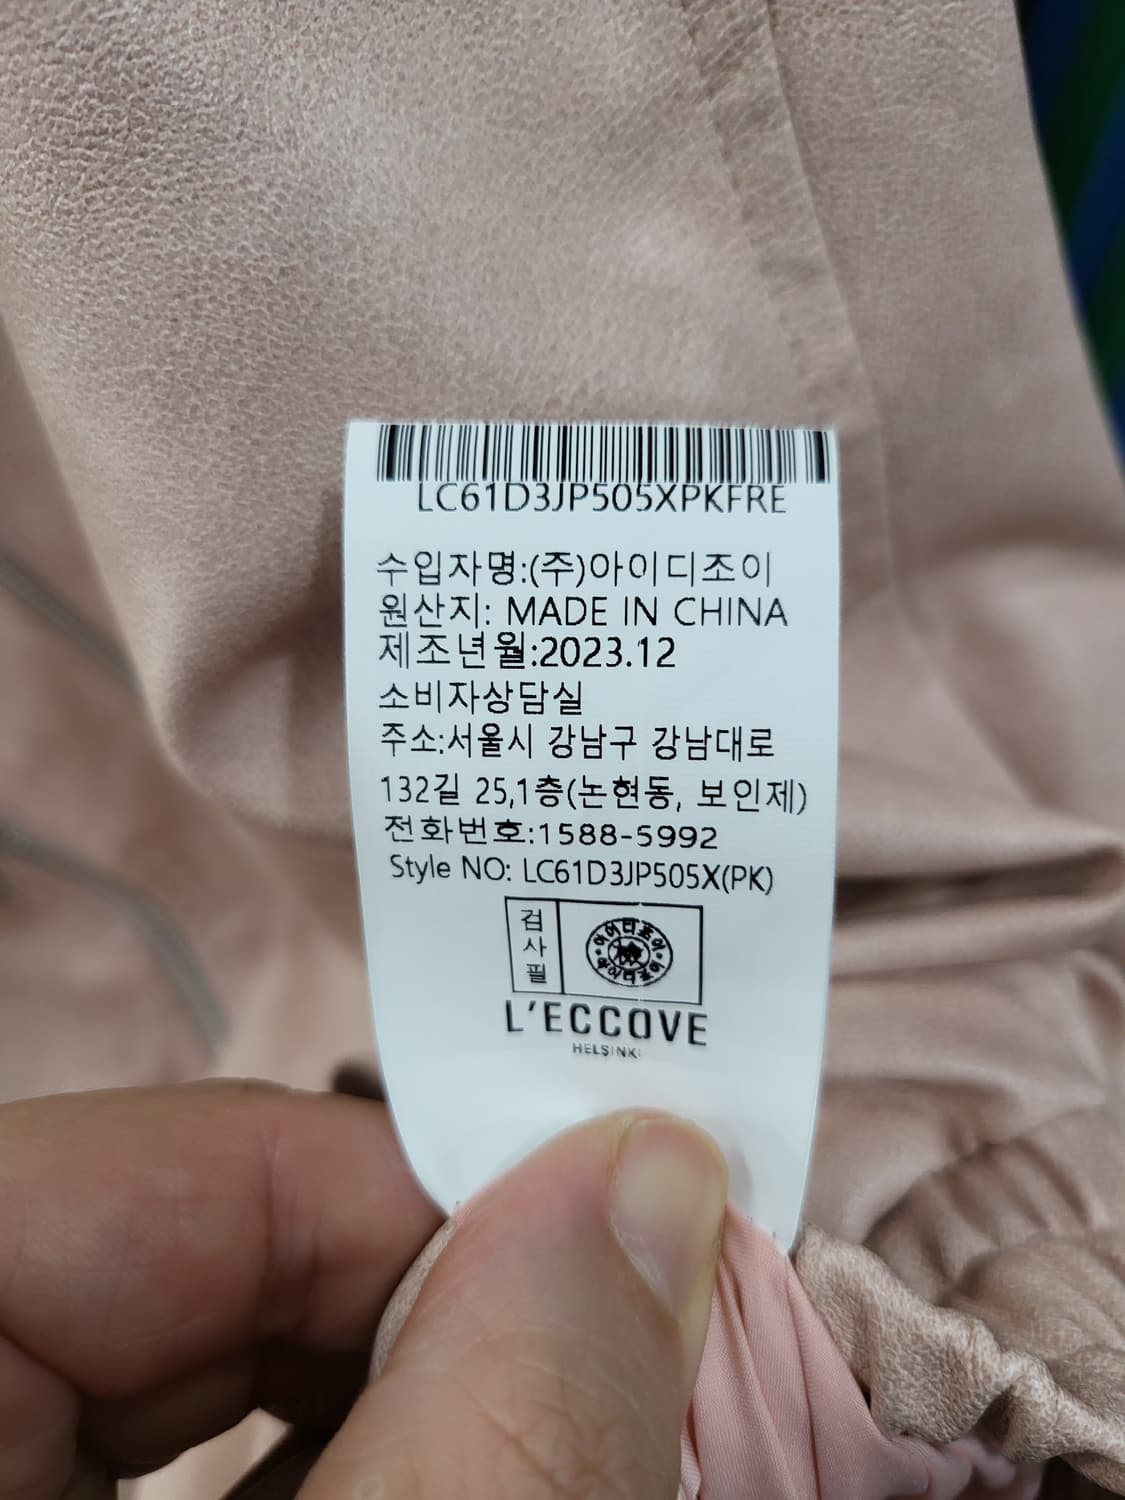 LC61D3JP505XPKFRE
수입자명:(주)아이디조이
원산지: MADE IN CHINA
제조년월:2023.12
소비자상담실
주소:서울시 강남구 강남대로
132길 25,1층(논현동, 보인제)
전화번호:1588-5992
Style NO: LC61D3JP505X(PK)
검사필
L'ECCOVE
HELSINKI